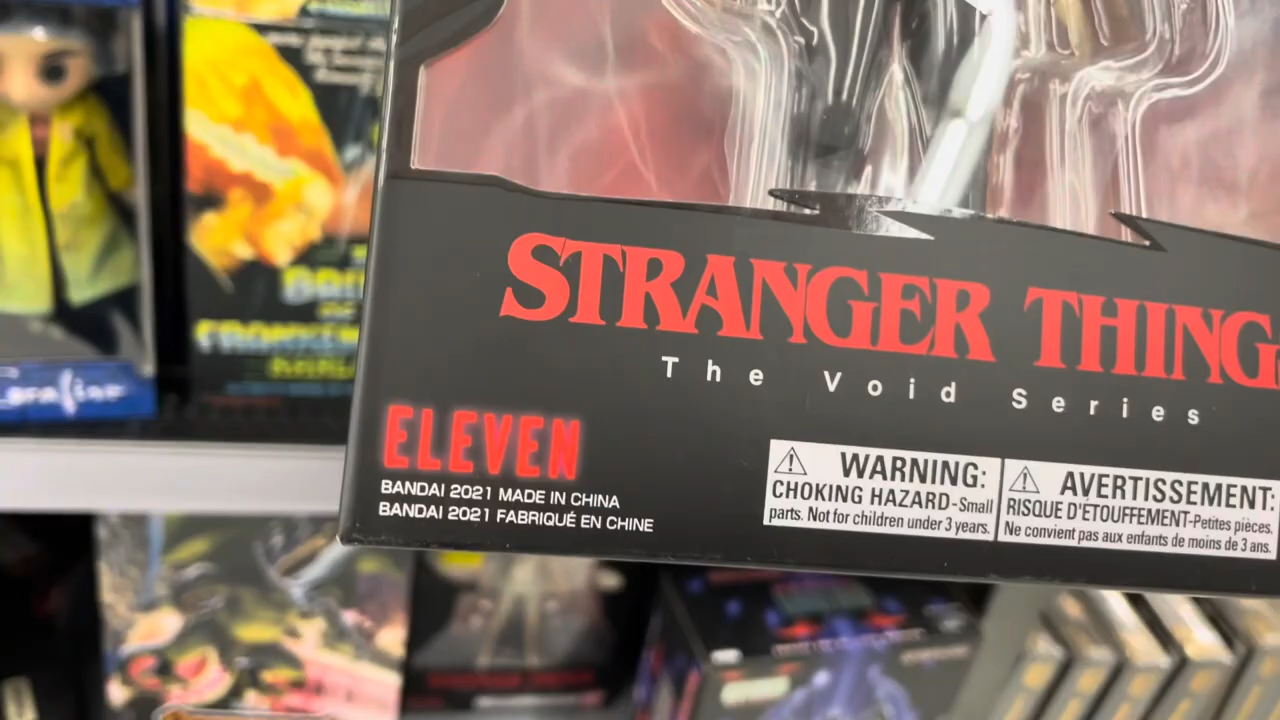 STRANGER THING
The Void Series
ELEVEN
BANDAI 2021 MADE IN CHINA
BANDAI 2021 FABRIQUÉ EN CHINE
WARNING:
CHOKING HAZARD-Small
parts. Not for children under 3 years.
AVERTISSEMENT:
RISQUE D'ÉTOUFFEMENT-Petites pièces.
Ne convient pas aux enfants de moins de 3 ans.
Coraline